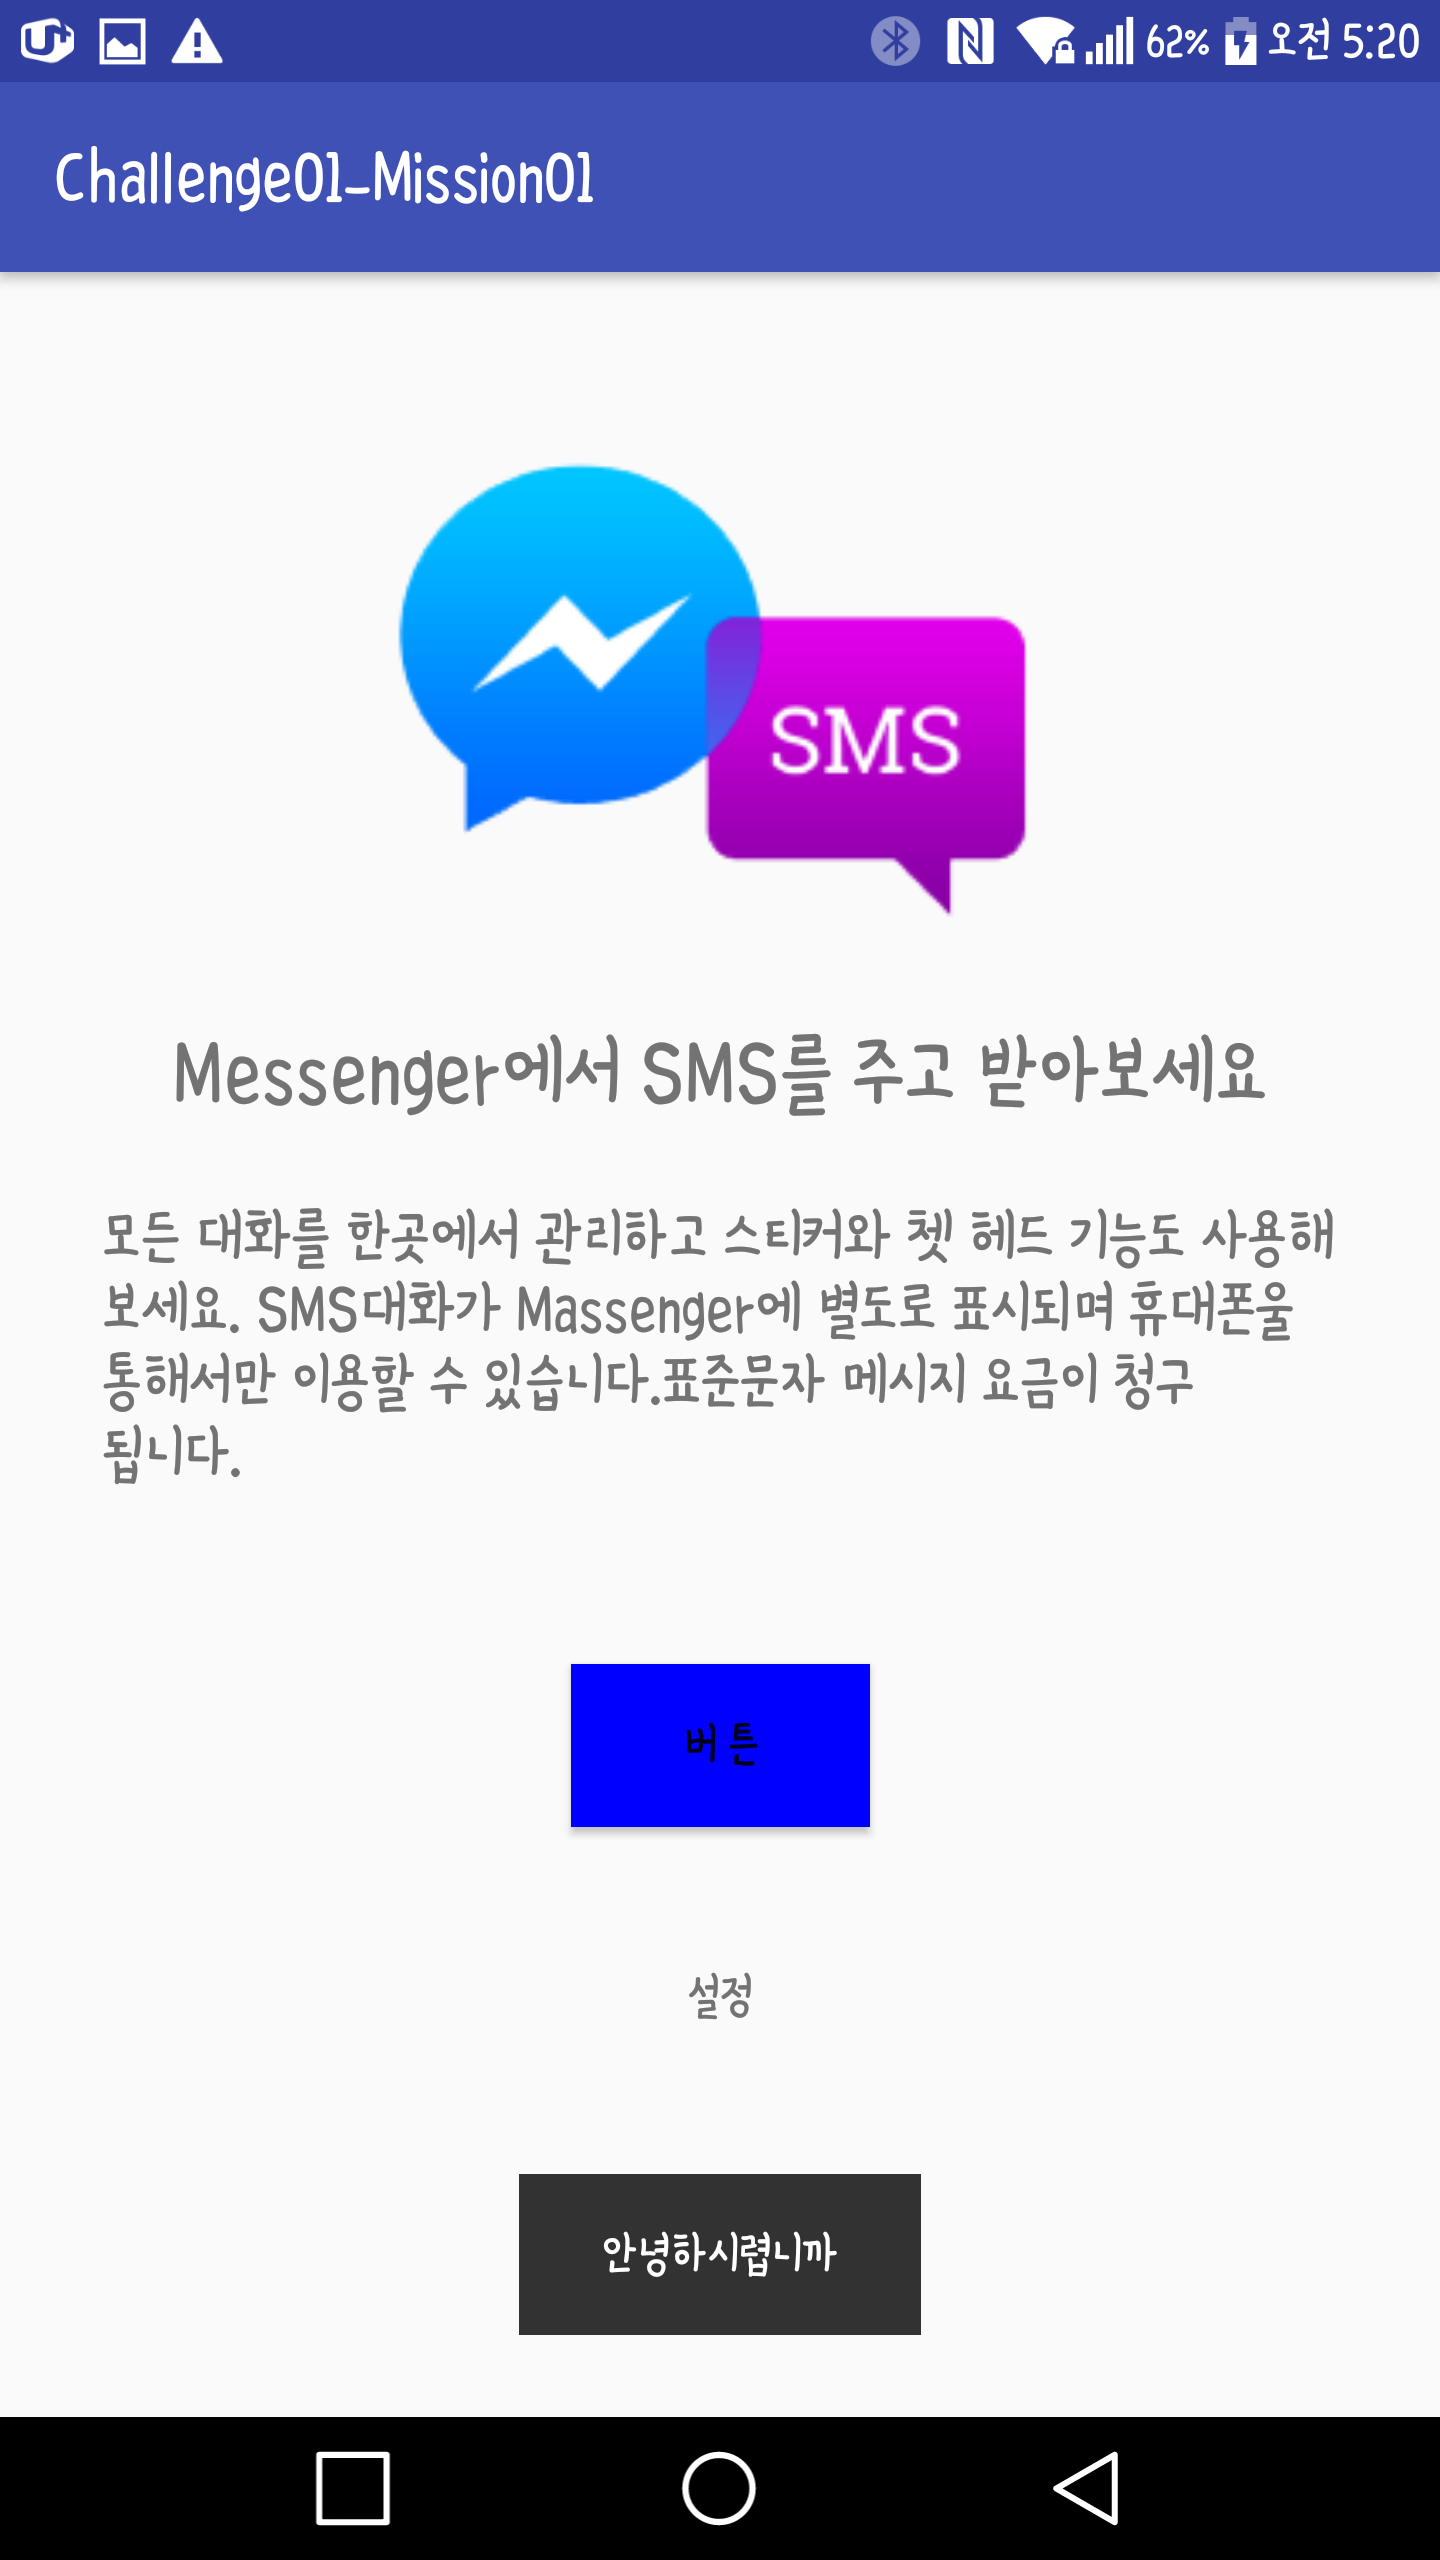 62% 오전 5:20
Challenge01-Mission01
SMS
Messenger에서 SMS를 주고 받아보세요
모든 대화를 한곳에서 관리하고 스티커와 쳇 헤드 기능도 사용해
보세요. SMS대화가 Massenger에 별도로 표시되며 휴대폰울
통해서만 이용할 수 있습니다.표준문자 메시지 요금이 청구
됩니다.
버 튼
설정
안녕하시렵니까